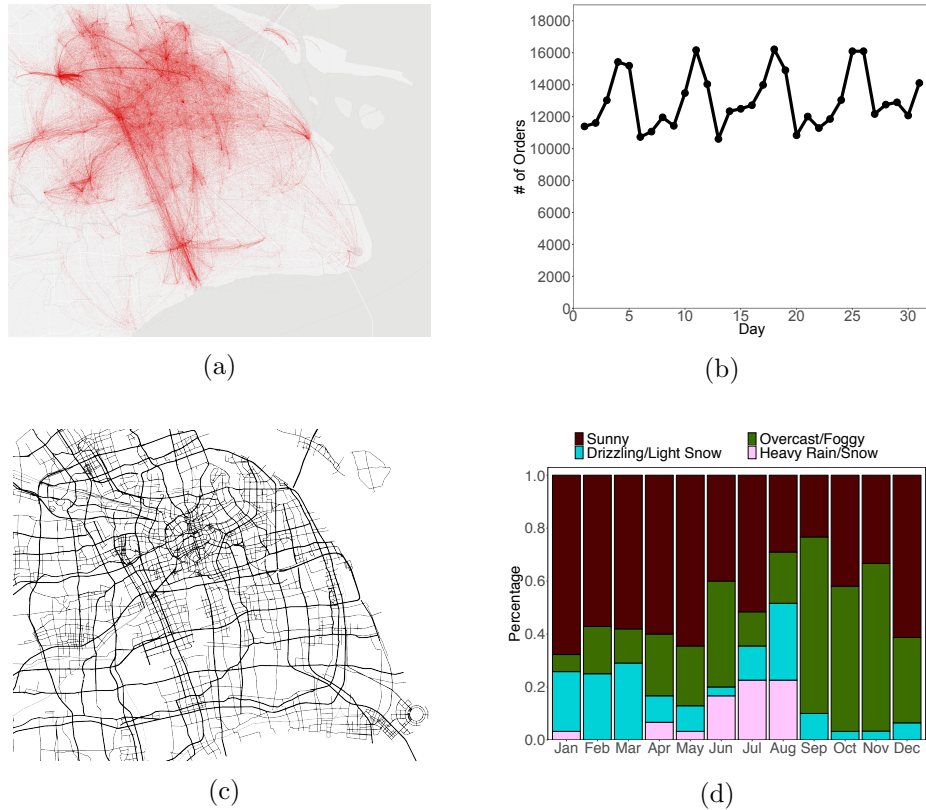 18000
16000
14000
12000
10000
8000
6000
4000
2000
0
# of Orders
0 5 10 15 20 25 30
Day
(a)
(b)
Sunny Overcast/Foggy
Drizzling/Light Snow Heavy Rain/Snow
1.0
0.8
0.6
0.4
0.2
0.0
Percentage
Jan Feb Mar Apr May Jun Jul Aug Sep Oct Nov Dec
(c)
(d)